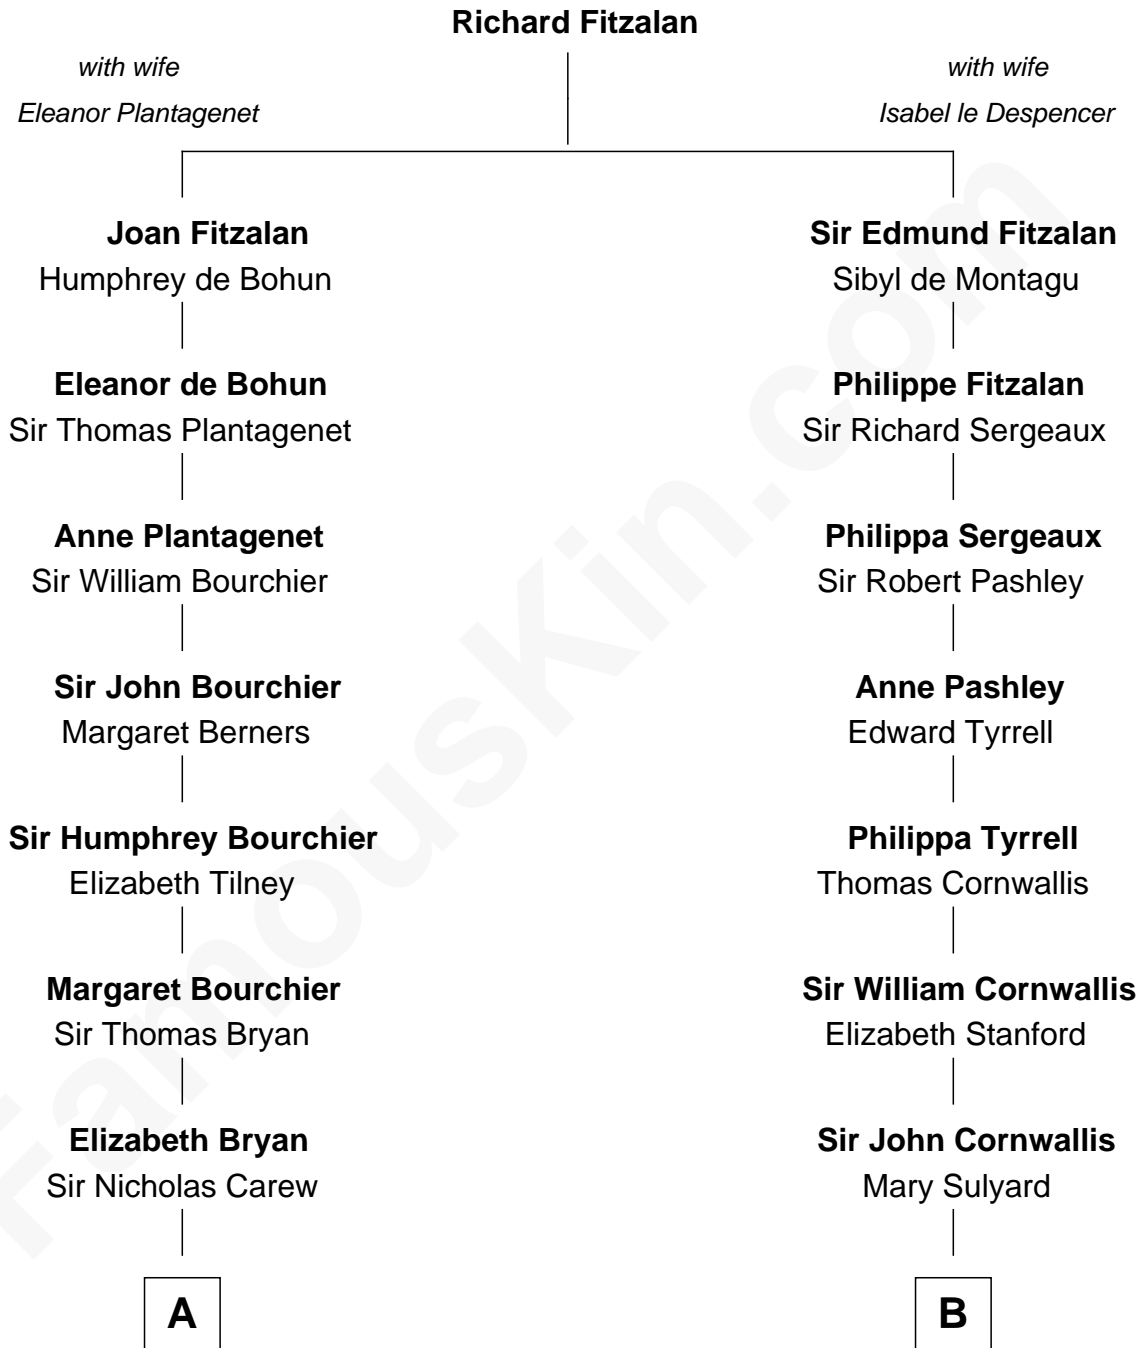 Richard Fitzalan
with wife
Eleanor Plantagenet
with wife
Isabel le Despencer
Joan Fitzalan
Humphrey de Bohun
Sir Edmund Fitzalan
Sibyl de Montagu
Eleanor de Bohun
Sir Thomas Plantagenet
Philippe Fitzalan
Sir Richard Sergeaux
Anne Plantagenet
Sir William Bourchier
Philippa Sergeaux
Sir Robert Pashley
Sir John Bourchier
Margaret Berners
Anne Pashley
Edward Tyrrell
Sir Humphrey Bourchier
Elizabeth Tilney
Philippa Tyrrell
Thomas Cornwallis
Margaret Bourchier
Sir Thomas Bryan
Sir William Cornwallis
Elizabeth Stanford
Elizabeth Bryan
Sir Nicholas Carew
Sir John Cornwallis
Mary Sulyard
A
B
FamousKin.com